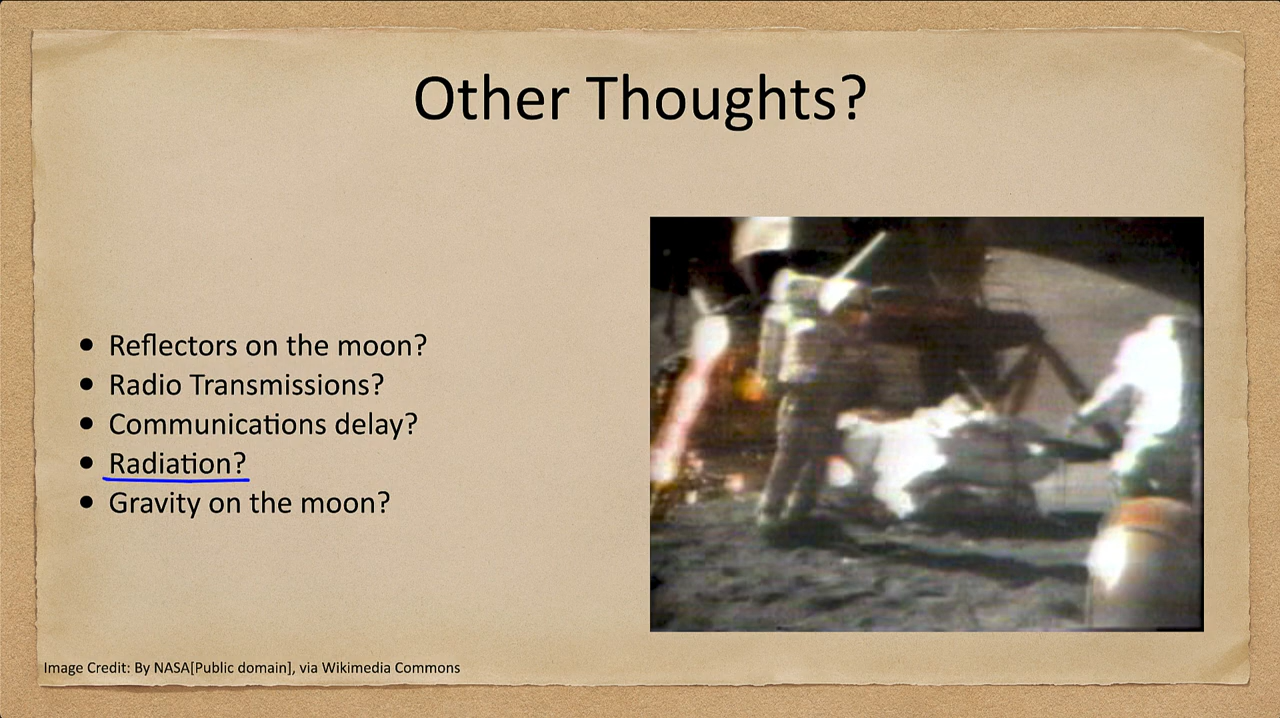 Other Thoughts?
• Reflectors on the moon?
• Radio Transmissions?
• Communications delay?
• Radiation?
• Gravity on the moon?
Image Credit: By NASA[Public domain], via Wikimedia Commons